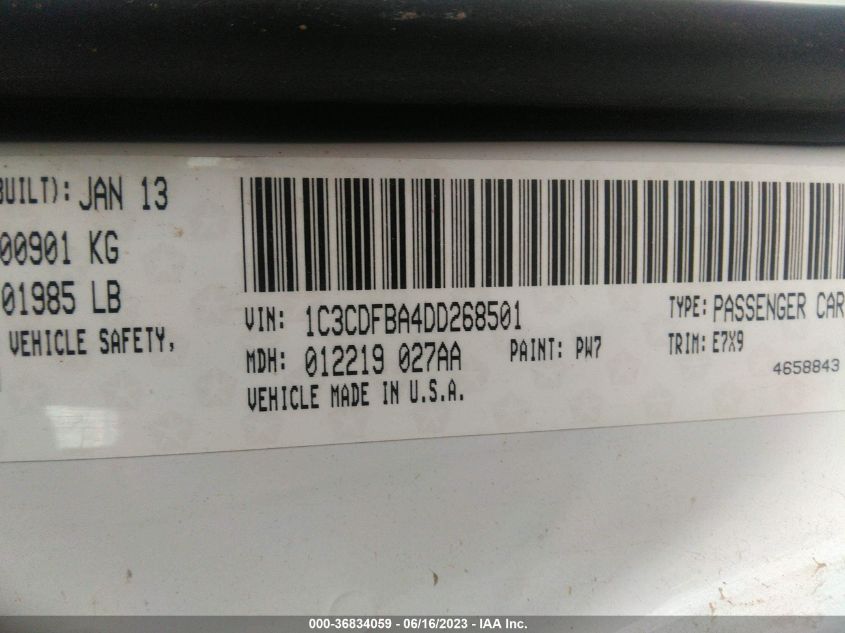 BUILT): JAN 13
00901 KG
01985 LB
VEHICLE SAFETY,
VIN: 1C3CDFBA4DD268501 TYPE: PASSENGER CAR
MDH: 012219 027AA PAINT: PW7 TRIM: E7X9
VEHICLE MADE IN U.S.A. 4658843
000-36834059 - 06/16/2023 - IAA Inc.